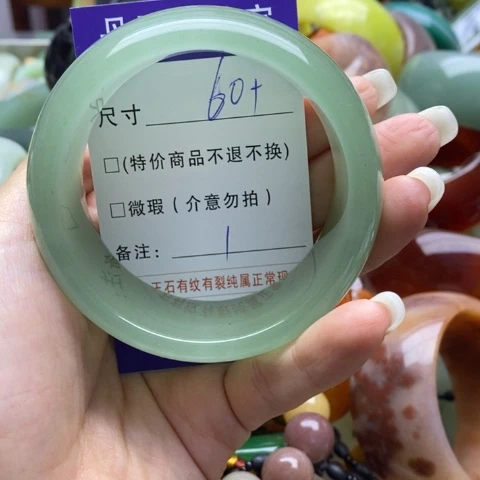 尺寸 60+
□(特价商品不退不换)
□微瑕（介意勿拍）
备注： 1
玉石有纹有裂纯属正常现